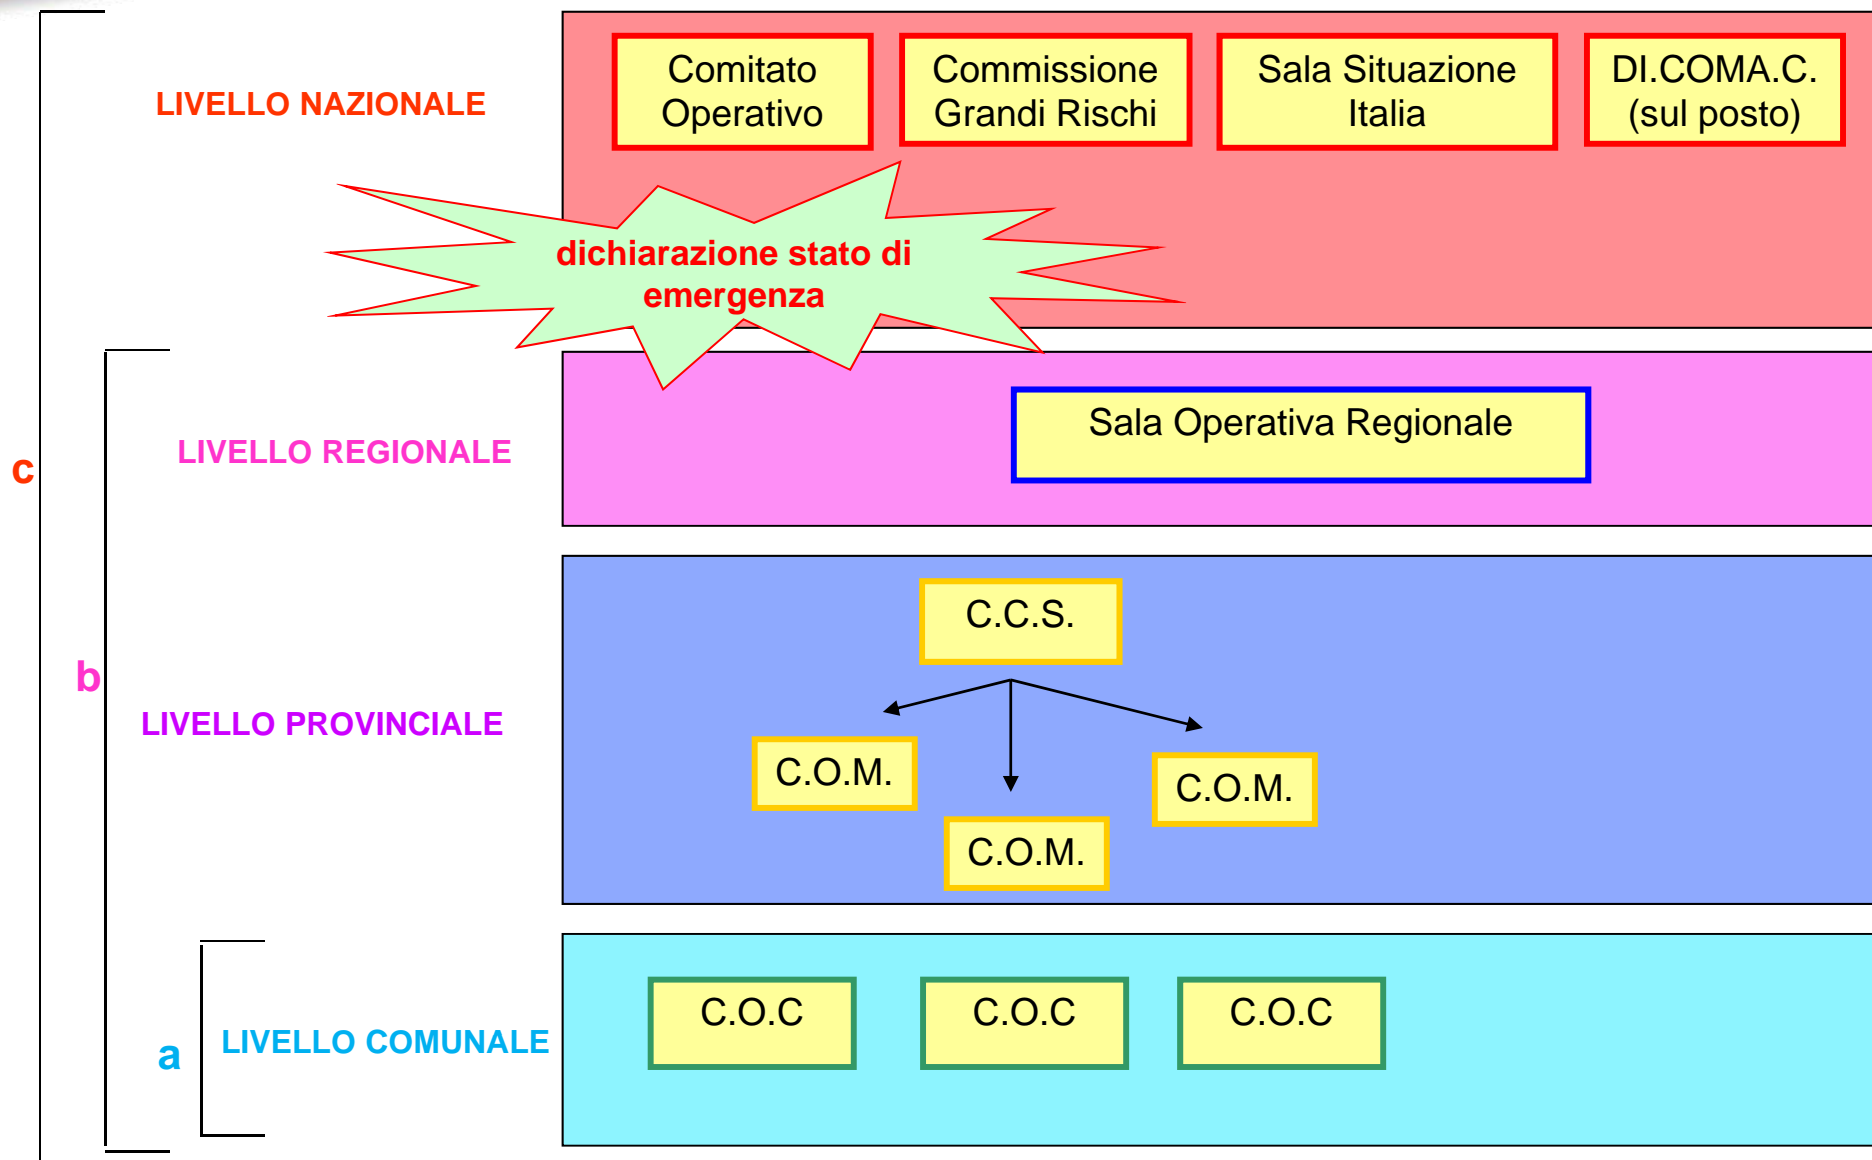 LIVELLO NAZIONALE
Comitato
Operativo
Commissione
Grandi Rischi
Sala Situazione
Italia
DI.COMA.C.
(sul posto)
dichiarazione stato di
emergenza
c
LIVELLO REGIONALE
Sala Operativa Regionale
b
LIVELLO PROVINCIALE
C.C.S.
C.O.M.
C.O.M.
C.O.M.
a
LIVELLO COMUNALE
C.O.C
C.O.C
C.O.C